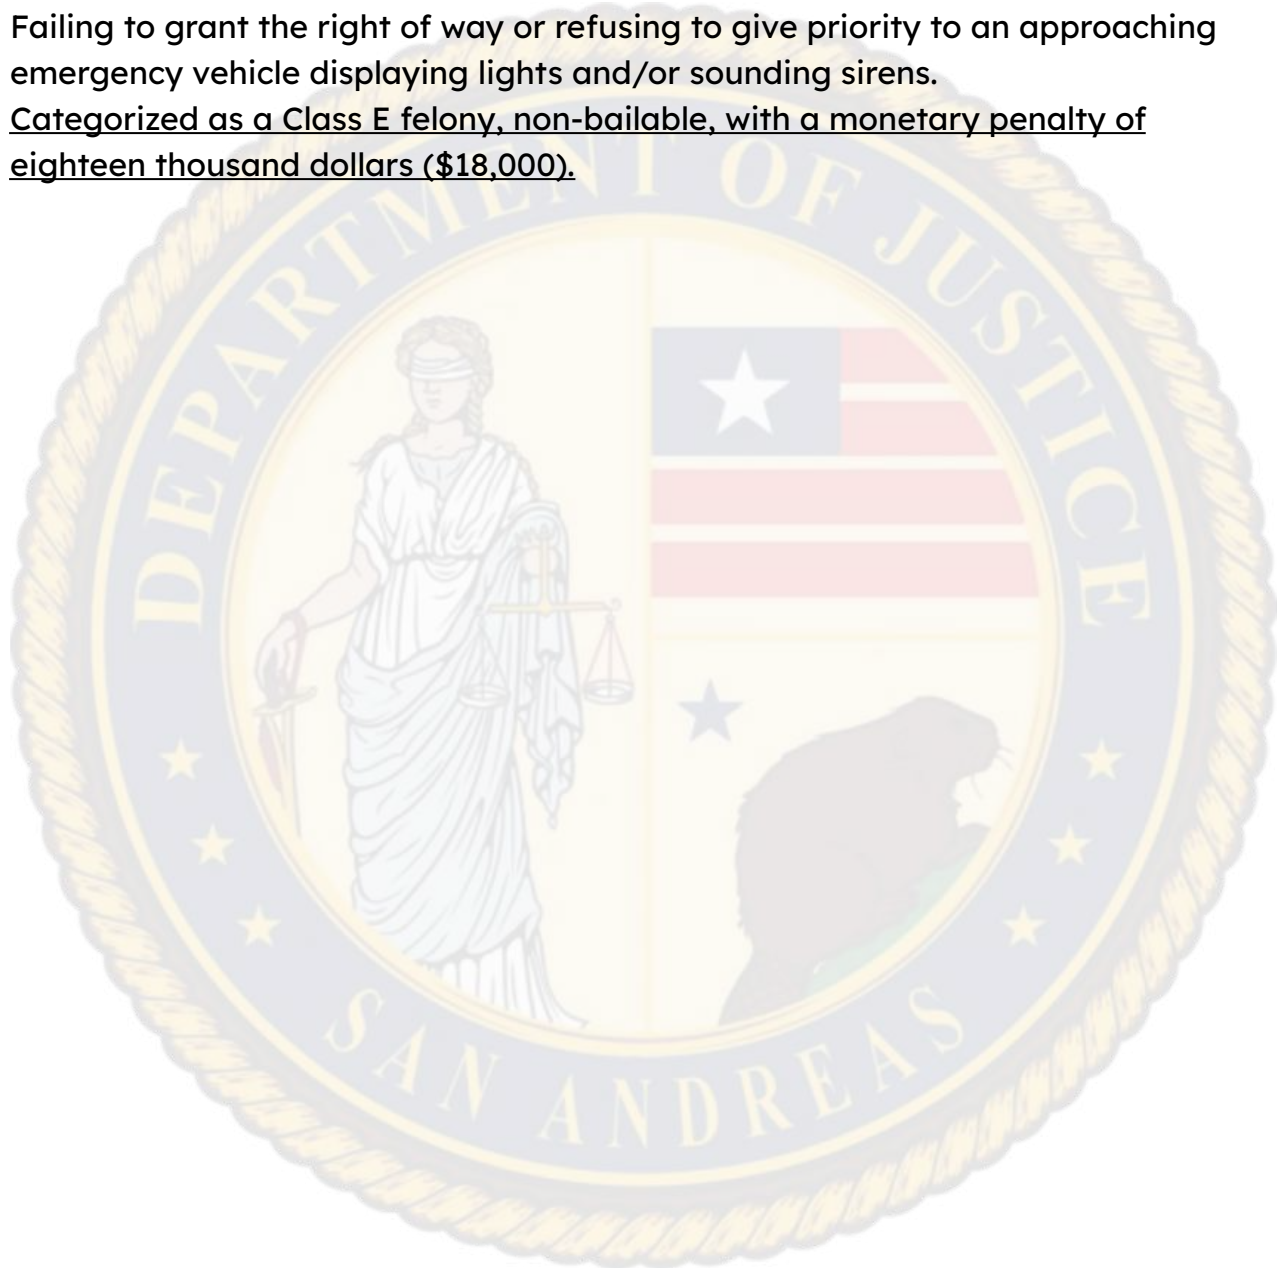 Failing to grant the right of way or refusing to give priority to an approaching
emergency vehicle displaying lights and/or sounding sirens.
Categorized as a Class E felony, non-bailable, with a monetary penalty of
eighteen thousand dollars ($18,000).
DEPARTMENT OF JUSTICE
SAN ANDREAS